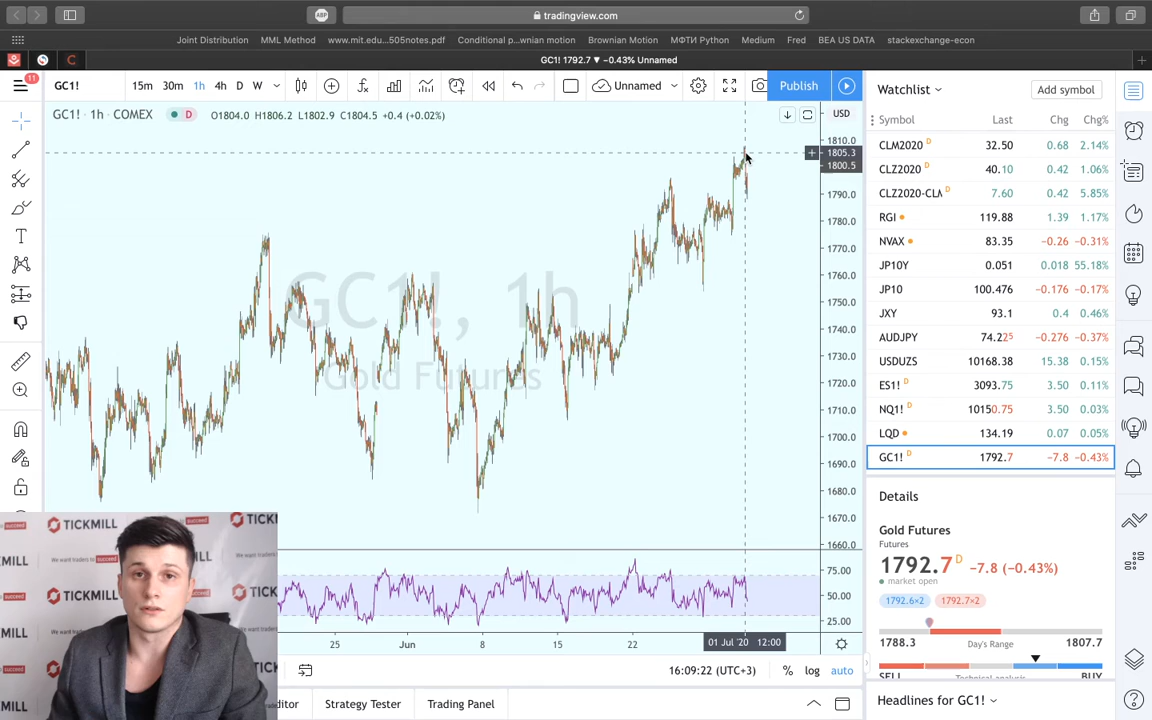 ABP
tradingview.com
Joint Distribution MML Method www.mit.edu...505notes.pdf Conditional p...wnian motion Brownian Motion МФТИ Python Medium Fred BEA US DATA stackexchange-econ
C GC1! 1792.7 ▼ −0.43% Unnamed
11 GC1! 15m 30m 1h 4h D W Unnamed Publish
Watchlist Add symbol
GC1! · 1h · COMEX D O1804.0 H1806.2 L1802.9 C1804.5 +0.4 (+0.02%) USD
Symbol Last Chg Chg%
CLM2020 D 32.50 0.68 2.14%
CLZ2020 D 40.10 0.42 1.06%
CLZ2020-CLM D 7.60 0.42 5.85%
RGI 119.88 1.39 1.17%
NVAX 83.35 −0.26 −0.31%
JP10Y 0.051 0.018 55.18%
JP10 100.476 −0.176 −0.17%
JXY 93.1 0.4 0.46%
AUDJPY 74.225 −0.276 −0.37%
USDUZS 10168.38 15.38 0.15%
ES1! D 3093.75 3.50 0.11%
NQ1! D 10150.75 3.50 0.03%
LQD 134.19 0.07 0.05%
GC1! D 1792.7 −7.8 −0.43%
1810.0
1805.3
1800.5
1790.0
1780.0
1770.0
1760.0
1750.0
1740.0
1730.0
1720.0
1710.0
1700.0
1690.0
1680.0
1670.0
1660.0
GC1!, 1h
Gold Futures
75.00
50.00
25.00
25 Jun 8 15 22 01 Jul '20 12:00
16:09:22 (UTC+3) % log auto
ditor Strategy Tester Trading Panel
Details
Gold Futures
Futures
1792.7 D −7.8 (−0.43%)
market open
1792.6×2 1792.7×2
1788.3 Day's Range 1807.7
SELL Technical analysis BUY
Headlines for GC1!
TICKMILL
We want traders to succeed